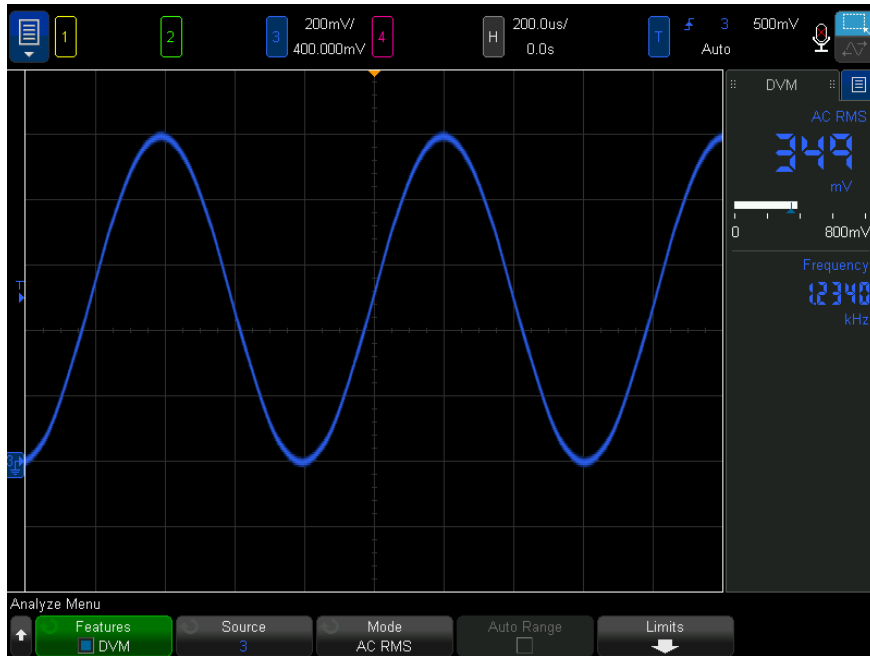 1 2 3 200mV/ 4 H 200.0us/ T 3 500mV
400.000mV 0.0s Auto
DVM
AC RMS
349
mV
0 800mV
Frequency
1.2340
kHz
T
3
Analyze Menu
Features Source Mode Auto Range Limits
DVM 3 AC RMS